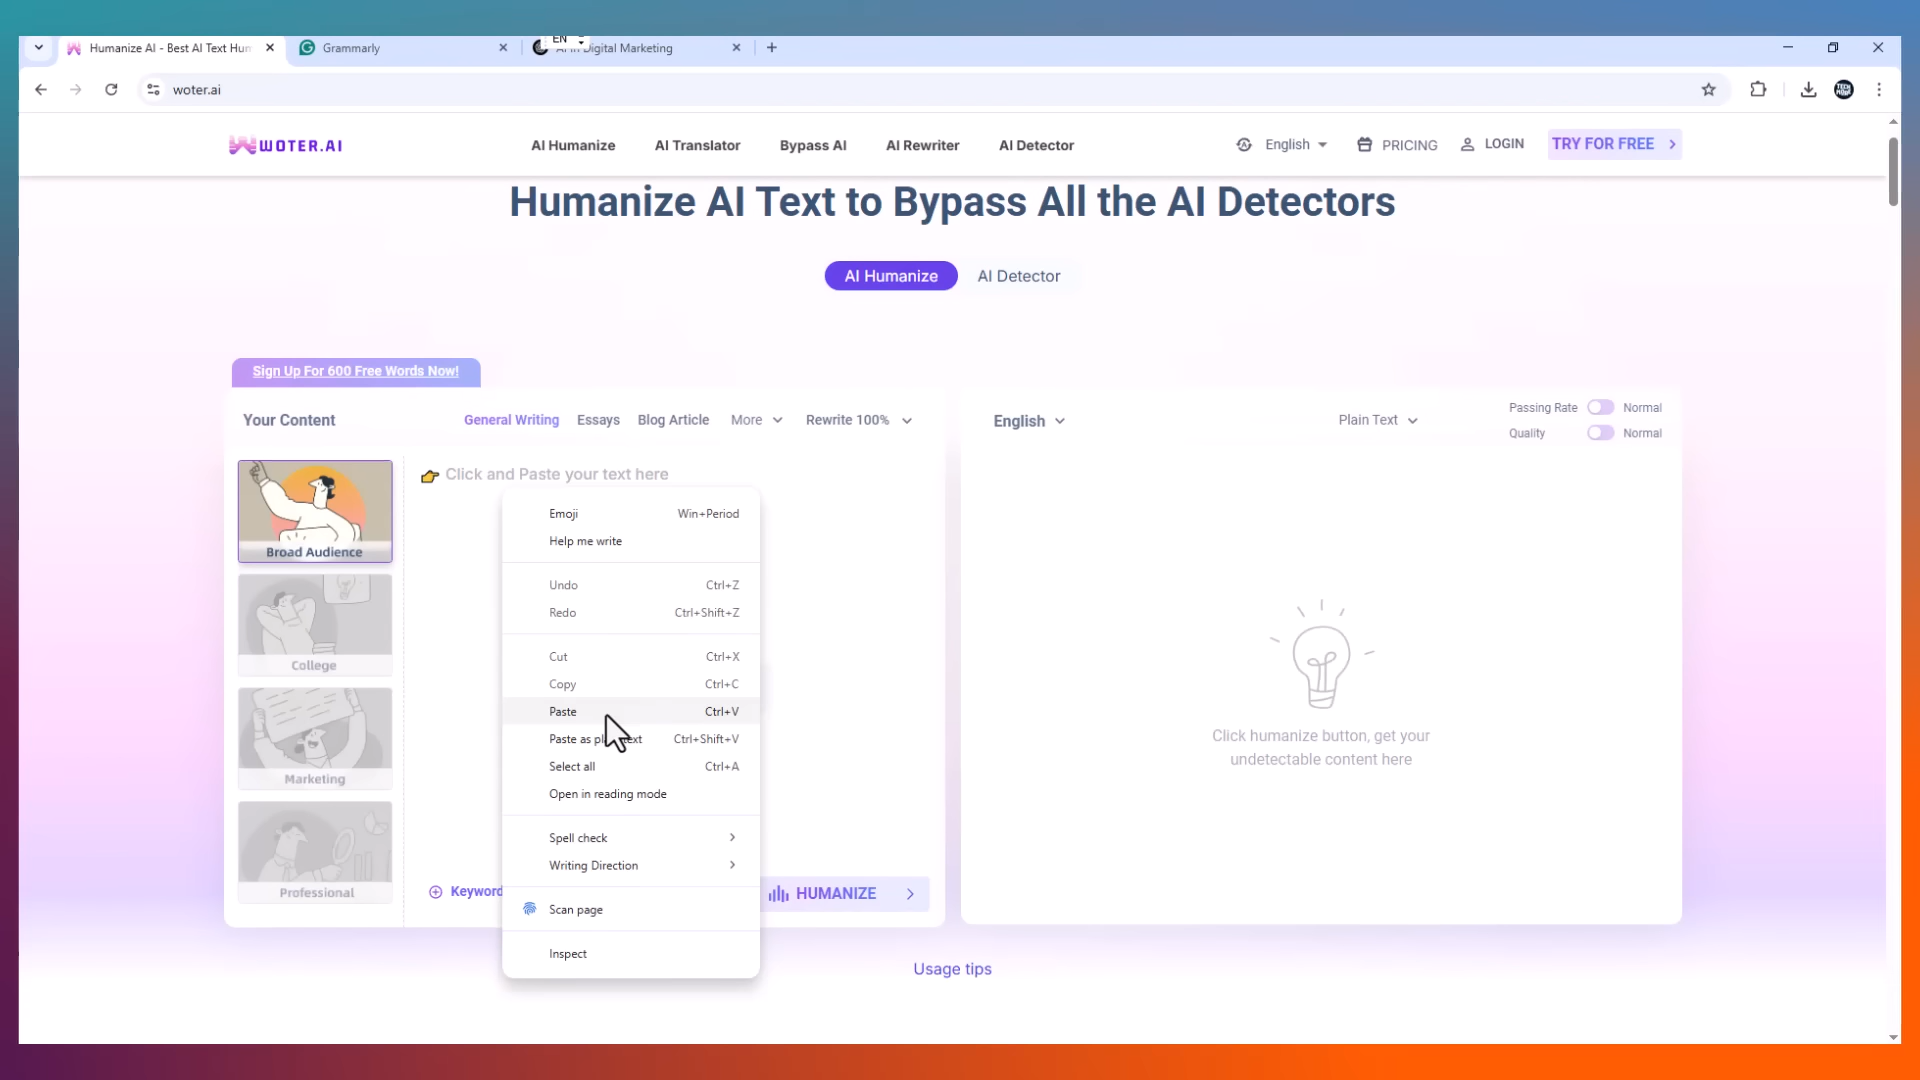 Humanize AI - Best AI Text Hum
Grammarly
EN
AI in Digital Marketing
woter.ai
WOTER.AI
AI Humanize
AI Translator
Bypass AI
AI Rewriter
AI Detector
English
PRICING
LOGIN
TRY FOR FREE
Humanize AI Text to Bypass All the AI Detectors
AI Humanize
AI Detector
Sign Up For 600 Free Words Now!
Your Content
General Writing
Essays
Blog Article
More
Rewrite 100%
Broad Audience
College
Marketing
Professional
Click and Paste your text here
Emoji Win+Period
Help me write
Undo Ctrl+Z
Redo Ctrl+Shift+Z
Cut Ctrl+X
Copy Ctrl+C
Paste Ctrl+V
Paste as plain text Ctrl+Shift+V
Select all Ctrl+A
Open in reading mode
Spell check
Writing Direction
Scan page
Inspect
Keyword
HUMANIZE
English
Plain Text
Passing Rate Normal
Quality Normal
Click humanize button, get your
undetectable content here
Usage tips